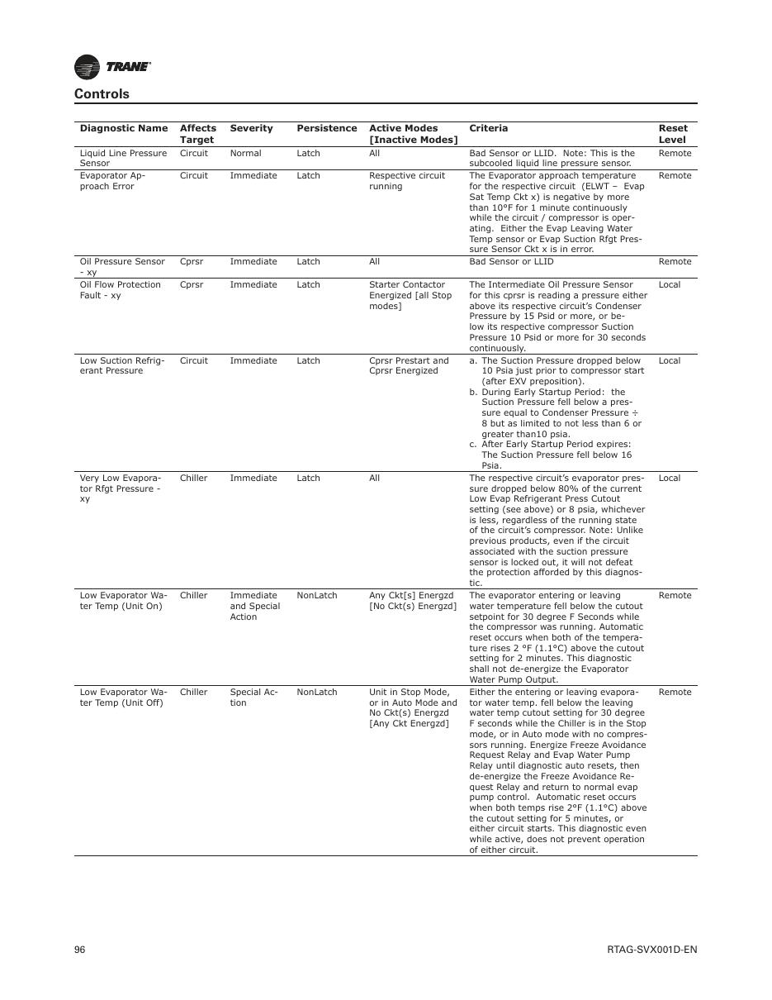 TRANE
Controls
Diagnostic Name Affects Target Severity Persistence Active Modes [Inactive Modes] Criteria Reset Level
Liquid Line Pressure Sensor Circuit Normal Latch All Bad Sensor or LLID.  Note: This is the
subcooled liquid line pressure sensor. Remote
Evaporator Ap-
proach Error
Circuit
Immediate
Latch
Respective circuit
running
The Evaporator approach temperature
for the respective circuit  (ELWT –  Evap
Sat Temp Ckt x) is negative by more
than 10°F for 1 minute continuously
while the circuit / compressor is oper-
ating.  Either the Evap Leaving Water
Temp sensor or Evap Suction Rfgt Pres-
sure Sensor Ckt x is in error.
Remote
Oil Pressure Sensor
- xy
Cprsr
Immediate
Latch
All
Bad Sensor or LLID
Remote
Oil Flow Protection
Fault - xy
Cprsr
Immediate
Latch
Starter Contactor
Energized [all Stop
modes]
The Intermediate Oil Pressure Sensor
for this cprsr is reading a pressure either
above its respective circuit’s Condenser
Pressure by 15 Psid or more, or be-
low its respective compressor Suction
Pressure 10 Psid or more for 30 seconds
continuously.
Local
Low Suction Refrig-
erant Pressure
Circuit
Immediate
Latch
Cprsr Prestart and
Cprsr Energized
a. The Suction Pressure dropped below
10 Psia just prior to compressor start
(after EXV preposition).
b. During Early Startup Period:  the
Suction Pressure fell below a pres-
sure equal to Condenser Pressure ÷
8 but as limited to not less than 6 or
greater than10 psia.
c. After Early Startup Period expires:
The Suction Pressure fell below 16
Psia.
Local
Very Low Evapora-
tor Rfgt Pressure -
xy
Chiller
Immediate
Latch
All
The respective circuit’s evaporator pres-
sure dropped below 80% of the current
Low Evap Refrigerant Press Cutout
setting (see above) or 8 psia, whichever
is less, regardless of the running state
of the circuit’s compressor. Note: Unlike
previous products, even if the circuit
associated with the suction pressure
sensor is locked out, it will not defeat
the protection afforded by this diagnos-
tic.
Local
Low Evaporator Wa-
ter Temp (Unit On)
Chiller
Immediate
and Special
Action
NonLatch
Any Ckt[s] Energzd
[No Ckt(s) Energzd]
The evaporator entering or leaving
water temperature fell below the cutout
setpoint for 30 degree F Seconds while
the compressor was running. Automatic
reset occurs when both of the tempera-
ture rises 2 °F (1.1°C) above the cutout
setting for 2 minutes. This diagnostic
shall not de-energize the Evaporator
Water Pump Output.
Remote
Low Evaporator Wa-
ter Temp (Unit Off)
Chiller
Special Ac-
tion
NonLatch
Unit in Stop Mode,
or in Auto Mode and
No Ckt(s) Energzd
[Any Ckt Energzd]
Either the entering or leaving evapora-
tor water temp. fell below the leaving
water temp cutout setting for 30 degree
F seconds while the Chiller is in the Stop
mode, or in Auto mode with no compres-
sors running. Energize Freeze Avoidance
Request Relay and Evap Water Pump
Relay until diagnostic auto resets, then
de-energize the Freeze Avoidance Re-
quest Relay and return to normal evap
pump control.  Automatic reset occurs
when both temps rise 2°F (1.1°C) above
the cutout setting for 5 minutes, or
either circuit starts. This diagnostic even
while active, does not prevent operation
of either circuit.
Remote
96
RTAG-SVX001D-EN